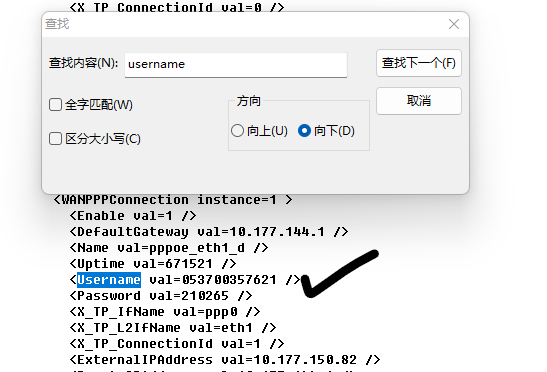 <X_TP_ConnectionId val=0 />
查找
查找内容(N): username 查找下一个(F)
全字匹配(W) 方向 取消
区分大小写(C) 向上(U) 向下(D)
<WANPPPConnection instance=1 >
<Enable val=1 />
<DefaultGateway val=10.177.144.1 />
<Name val=pppoe_eth1_d />
<Uptime val=671521 />
<Username val=053700357621 />
<Password val=210265 />
<X_TP_IfName val=ppp0 />
<X_TP_L2IfName val=eth1 />
<X_TP_ConnectionId val=1 />
<ExternalIPAddress val=10.177.150.82 />